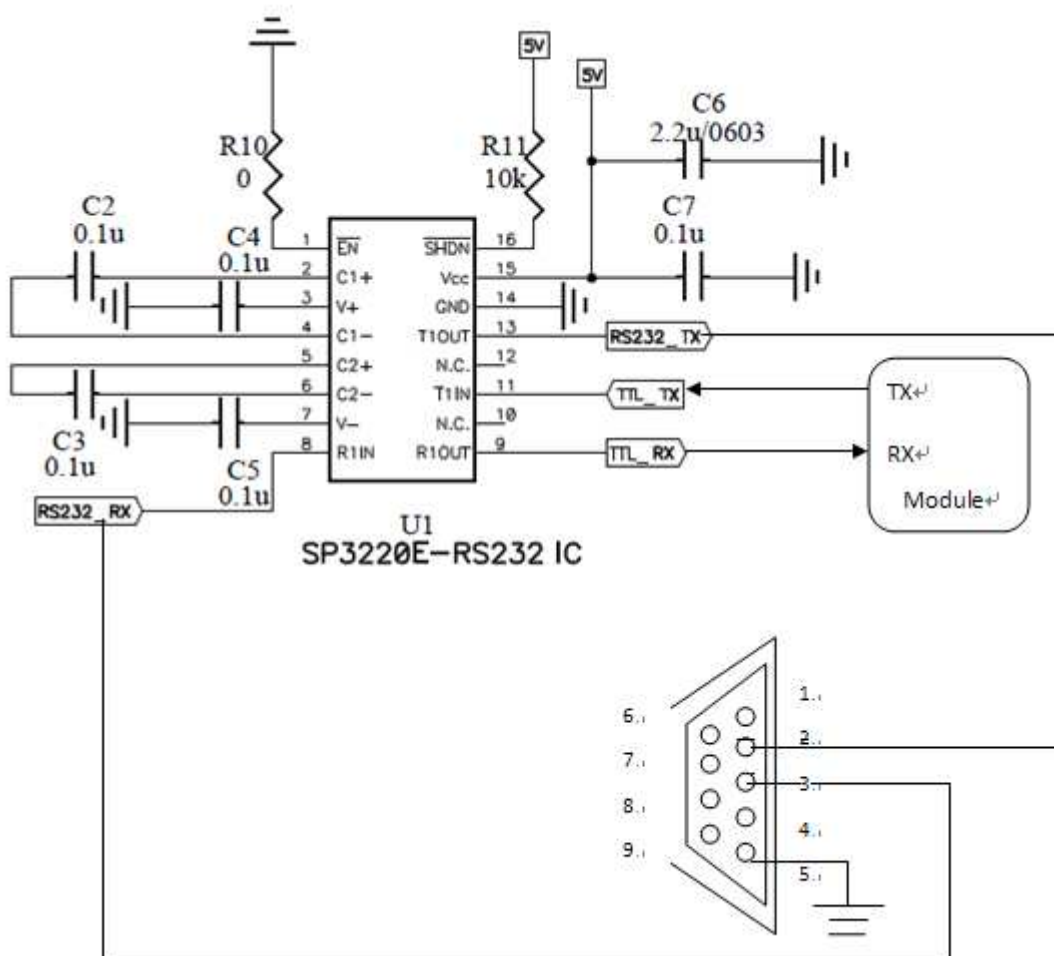 5V
5V
C6
2.2u/0603
R10
0
R11
10k
C2
0.1u
C4
0.1u
C7
0.1u
1
2
3
4
5
6
7
8
EN
C1+
V+
C1-
C2+
C2-
V-
R1IN
SHDN
Vcc
GND
T1OUT
N.C.
T1IN
N.C.
R1OUT
16
15
14
13
12
11
10
9
RS232_TX
TTL_TX
TTL_RX
TX↵
RX↵
Module↵
C3
0.1u
C5
0.1u
RS232_RX
U1
SP3220E-RS232 IC
1.
2.
3.
4.
5.
6.
7.
8.
9.